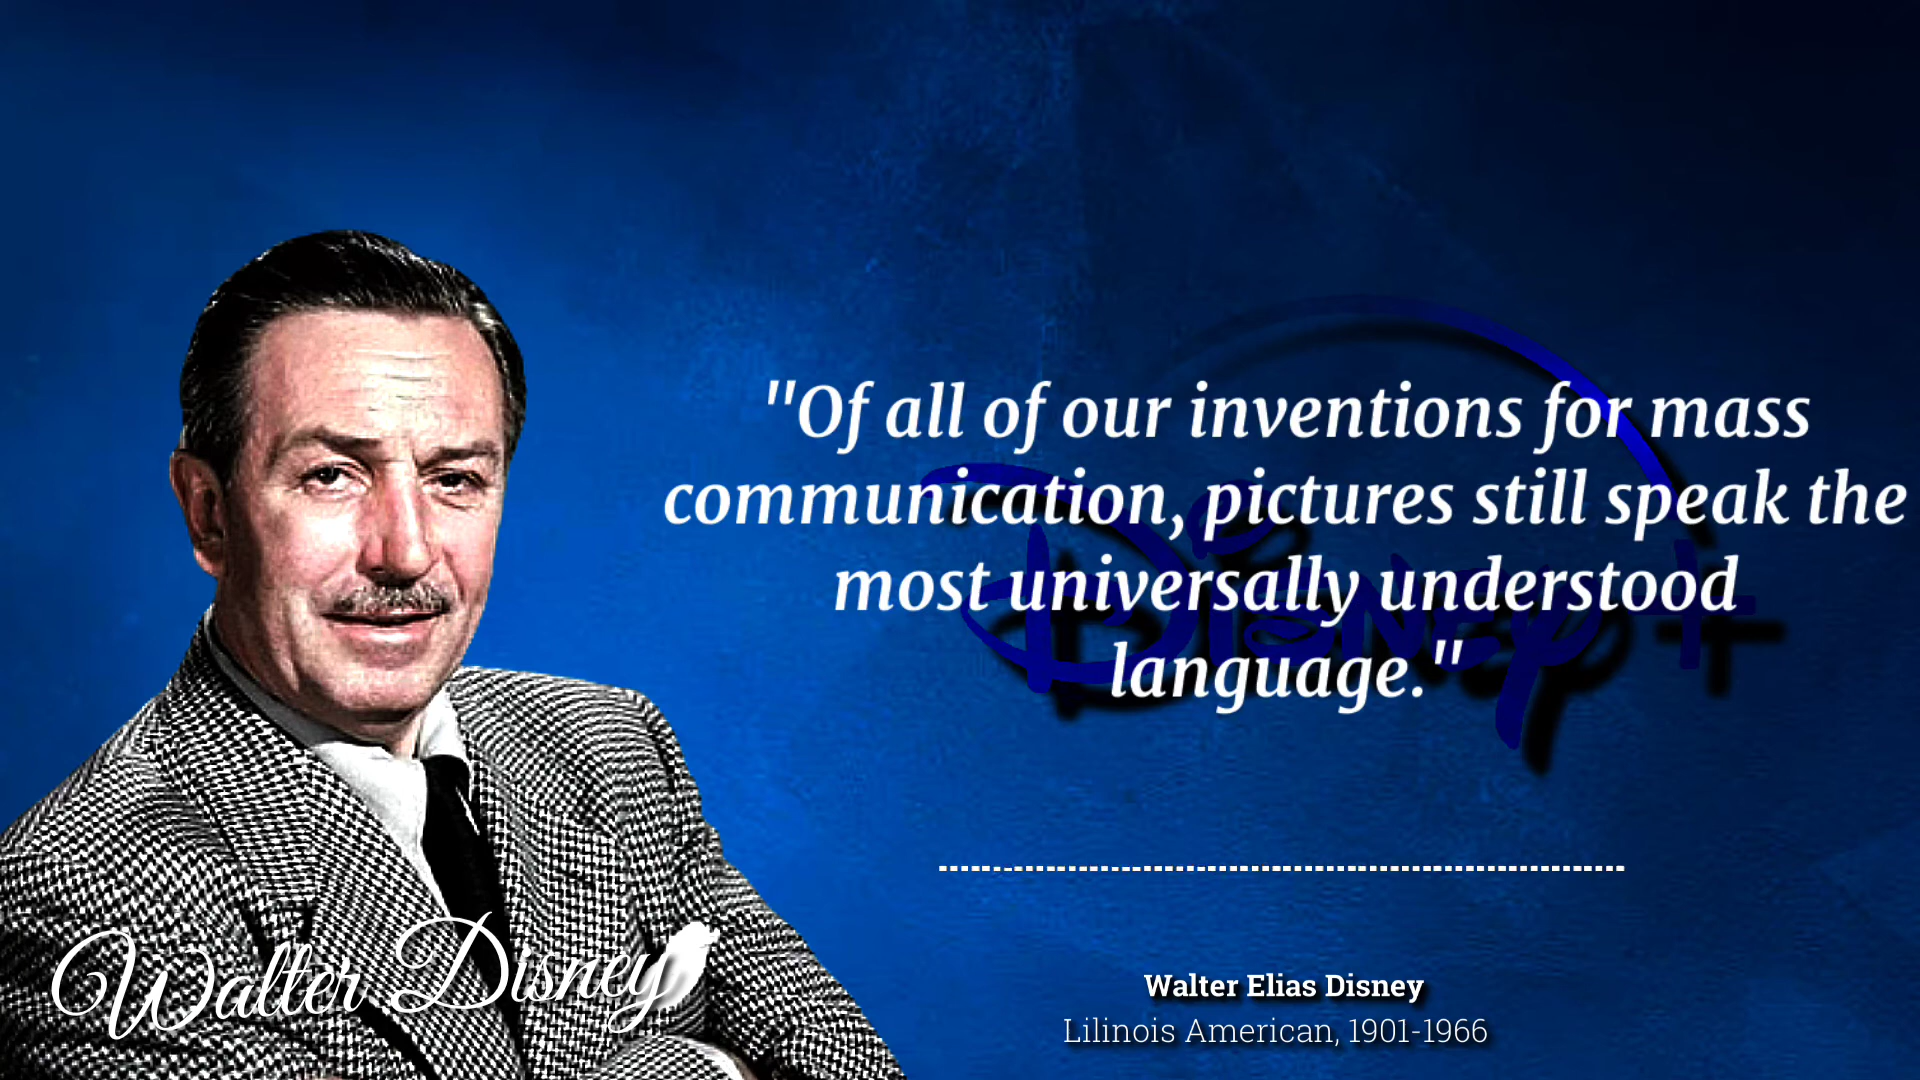 "Of all of our inventions for mass
communication, pictures still speak the
most universally understood
language."
Disney+
Walter Disney
Walter Elias Disney
Lilinois American, 1901-1966